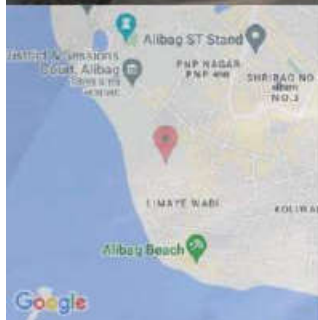 Alibag ST Stand
District & Sessions
Court, Alibag
PNP NAGAR
SHRIBAG NO
NO.3
LIMAYE WADI
KOLIWA
Alibag Beach
Google